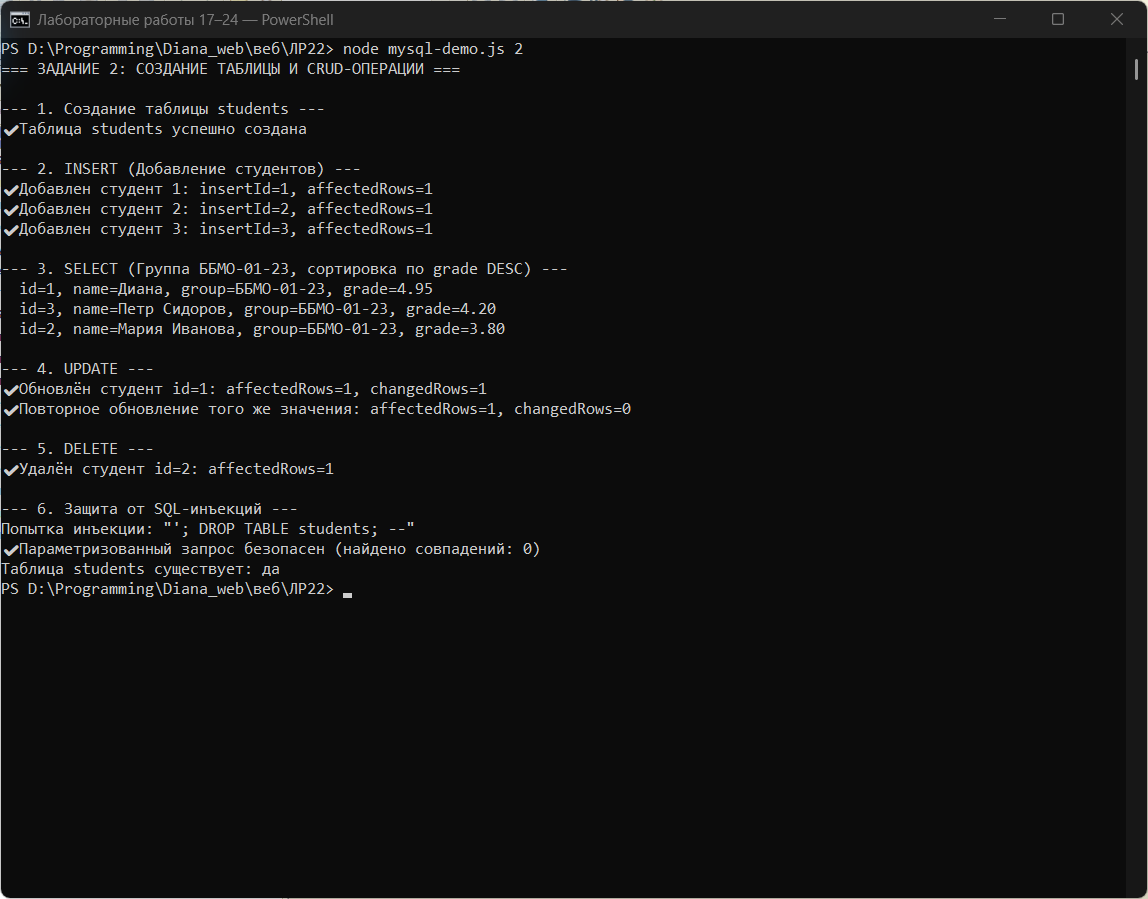 Лабораторные работы 17–24 — PowerShell
PS D:\Programming\Diana_web\веб\ЛР22> node mysql-demo.js 2
=== ЗАДАНИЕ 2: СОЗДАНИЕ ТАБЛИЦЫ И CRUD-ОПЕРАЦИИ ===
--- 1. Создание таблицы students ---
✔Таблица students успешно создана
--- 2. INSERT (Добавление студентов) ---
✔Добавлен студент 1: insertId=1, affectedRows=1
✔Добавлен студент 2: insertId=2, affectedRows=1
✔Добавлен студент 3: insertId=3, affectedRows=1
--- 3. SELECT (Группа ББМО-01-23, сортировка по grade DESC) ---
id=1, name=Диана, group=ББМО-01-23, grade=4.95
id=3, name=Петр Сидоров, group=ББМО-01-23, grade=4.20
id=2, name=Мария Иванова, group=ББМО-01-23, grade=3.80
--- 4. UPDATE ---
✔Обновлён студент id=1: affectedRows=1, changedRows=1
✔Повторное обновление того же значения: affectedRows=1, changedRows=0
--- 5. DELETE ---
✔Удалён студент id=2: affectedRows=1
--- 6. Защита от SQL-инъекций ---
Попытка инъекции: "'; DROP TABLE students; --"
✔Параметризованный запрос безопасен (найдено совпадений: 0)
Таблица students существует: да
PS D:\Programming\Diana_web\веб\ЛР22>